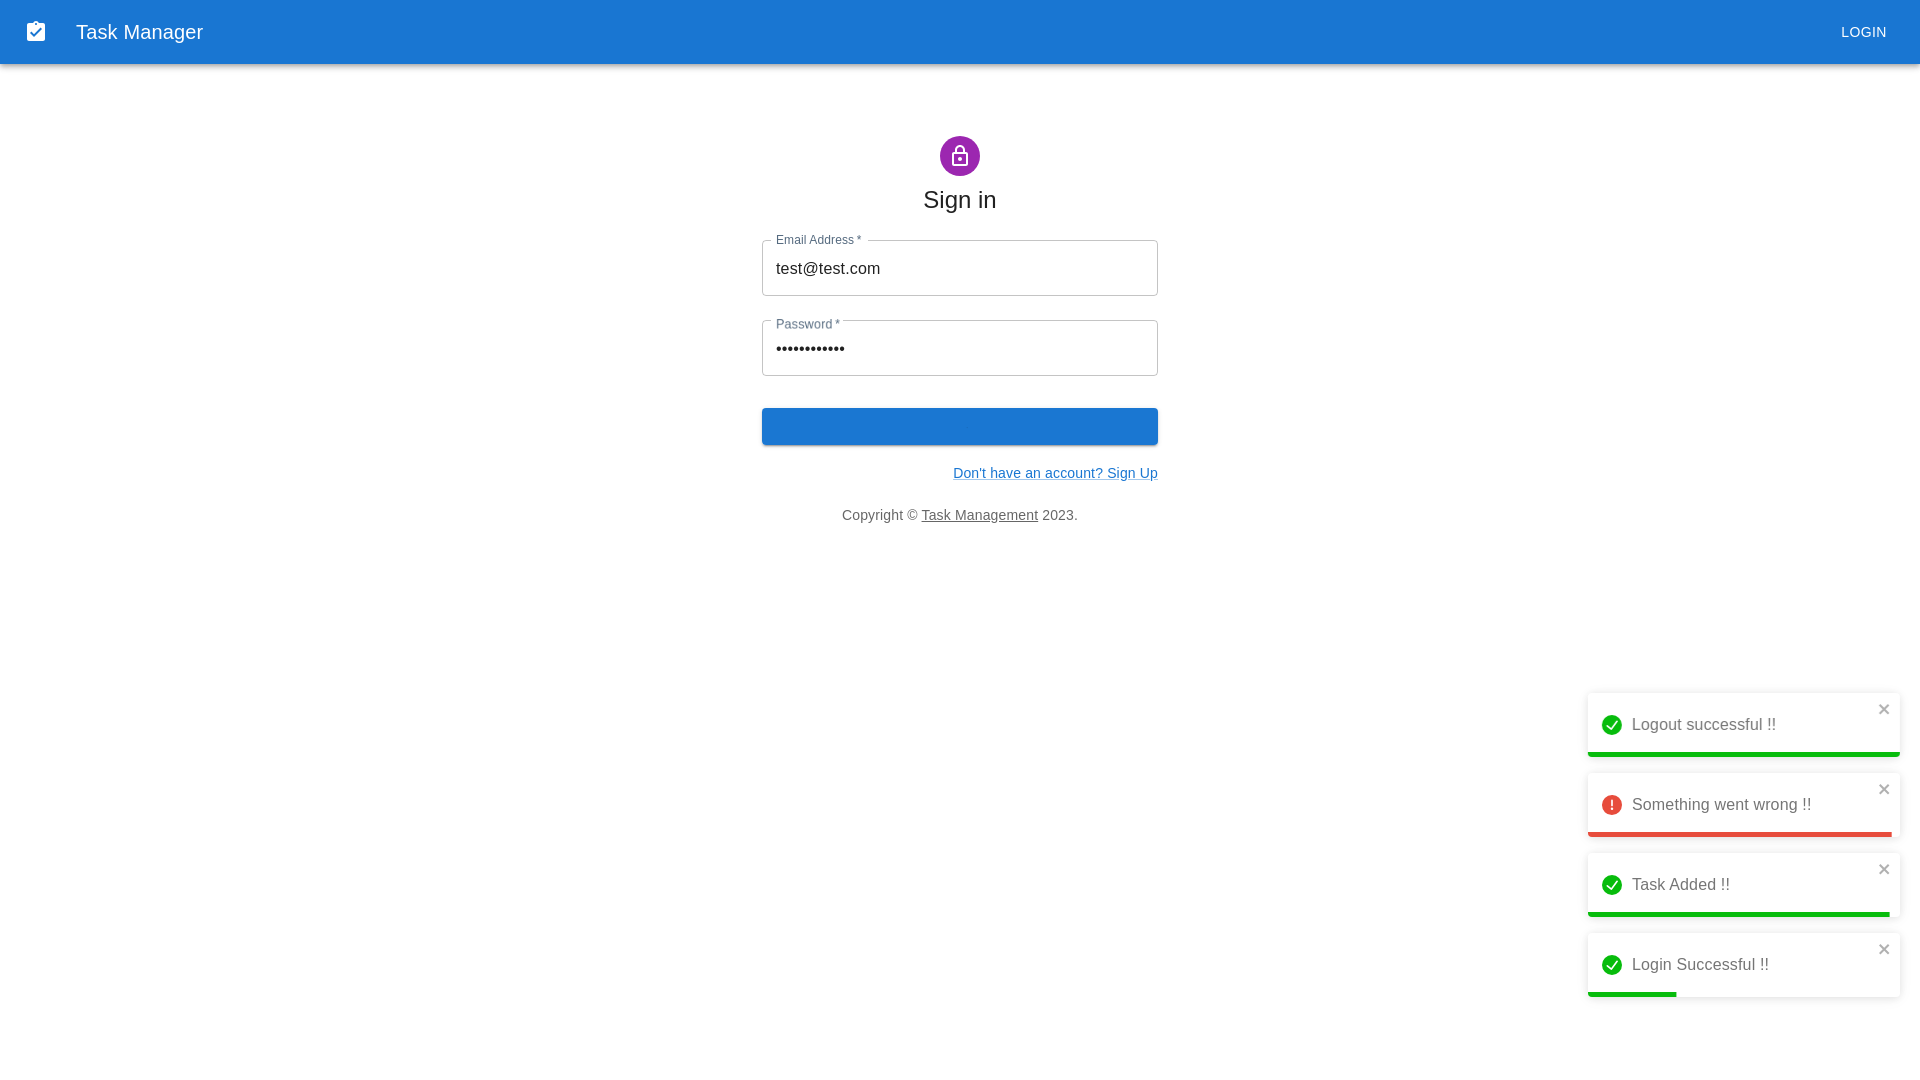 Task Manager
LOGIN
Sign in
Email Address *
test@test.com
Password *
••••••••••••
Don't have an account? Sign Up
Copyright © Task Management 2023.
Logout successful !!
Something went wrong !!
Task Added !!
Login Successful !!